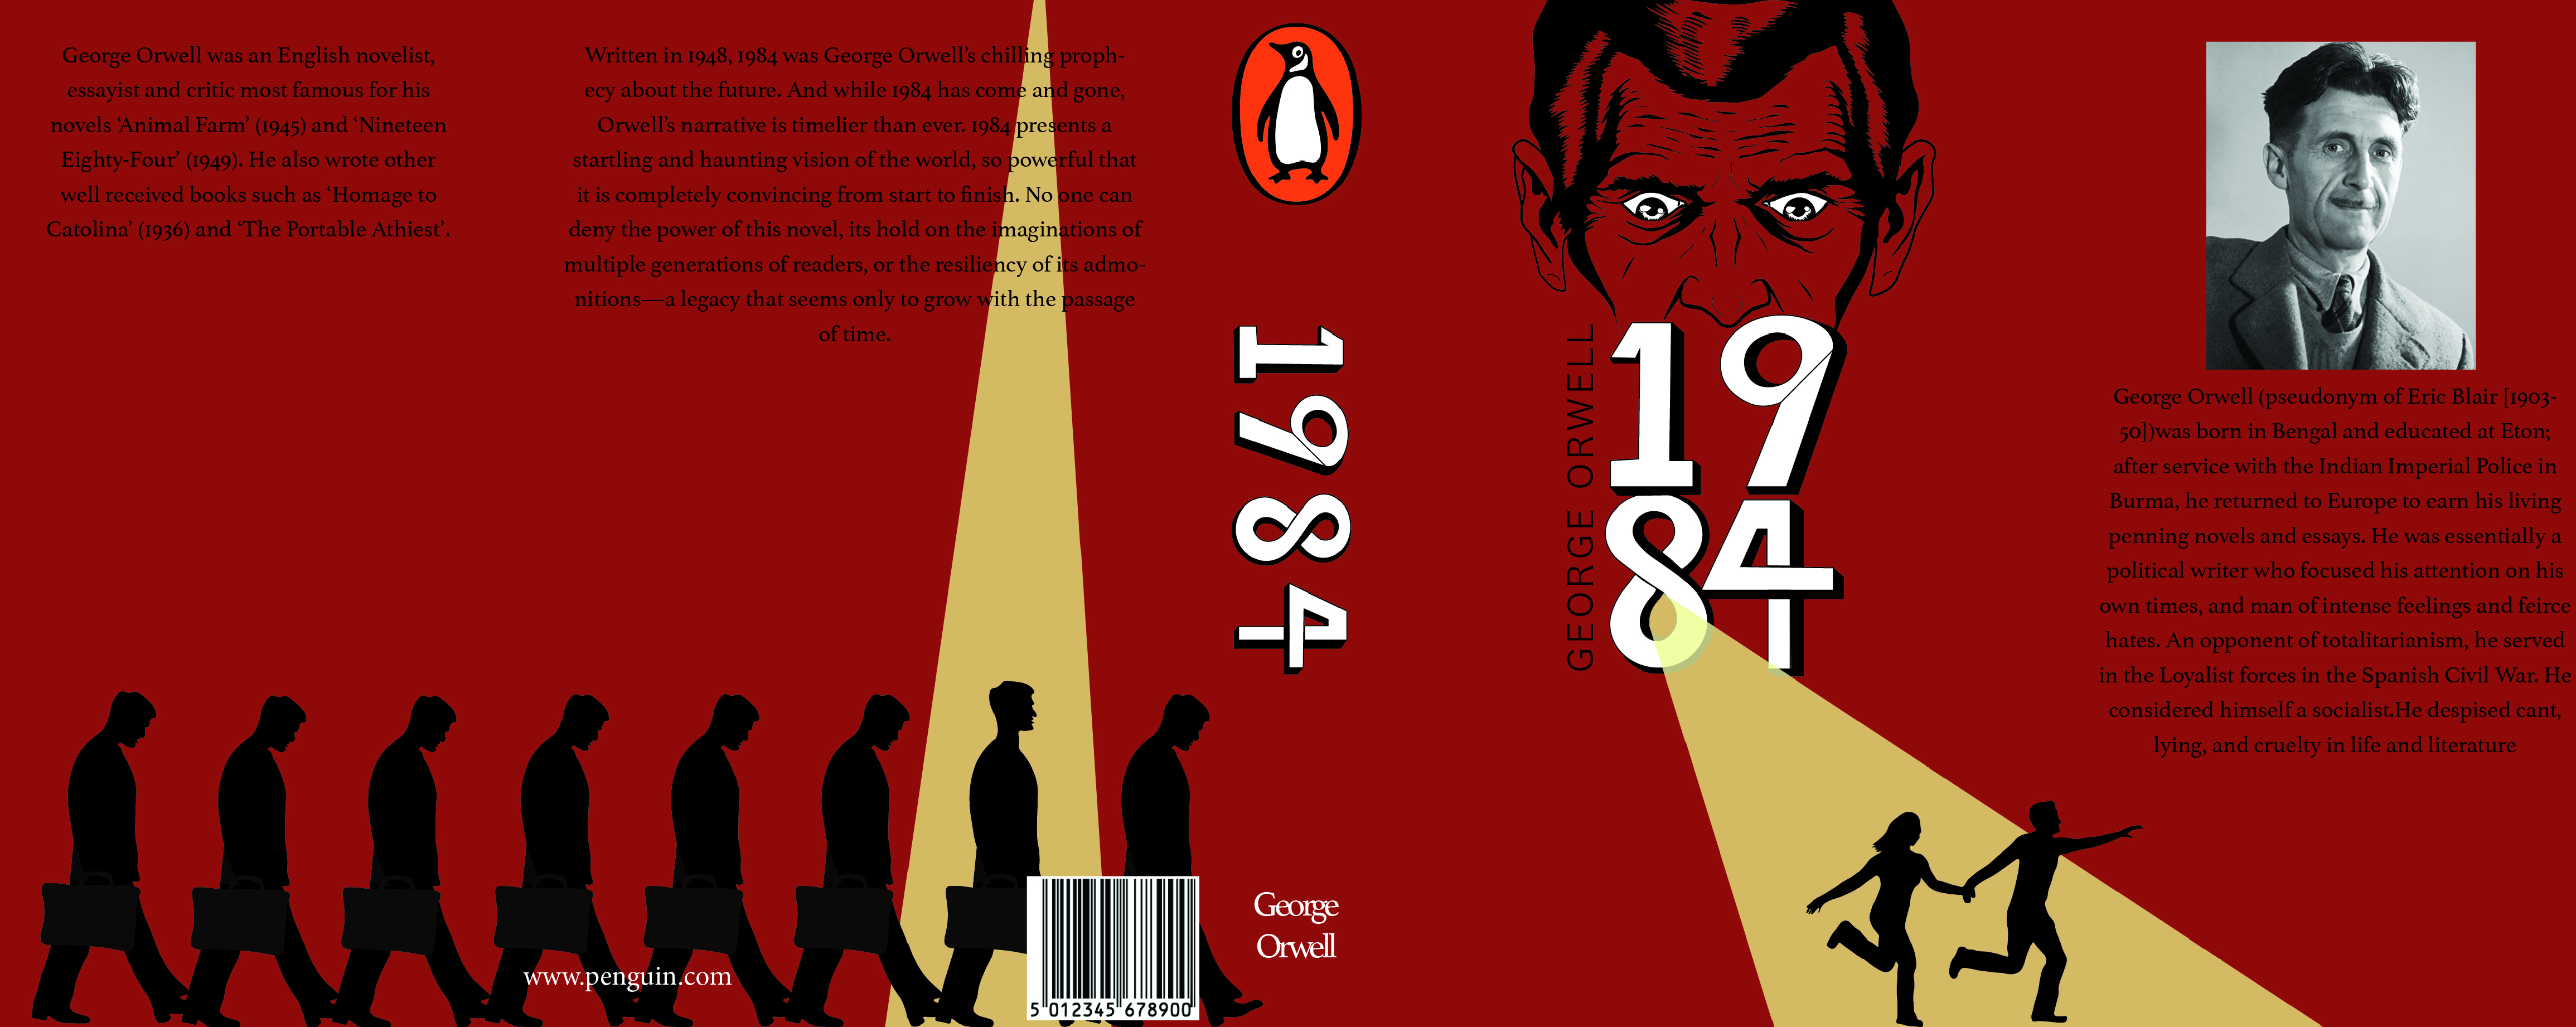 George Orwell was an English novelist,
essayist and critic most famous for his
novels ‘Animal Farm’ (1945) and ‘Nineteen
Eighty-Four’ (1949). He also wrote other
well received books such as ‘Homage to
Catolina’ (1936) and ‘The Portable Athiest’.
Written in 1948, 1984 was George Orwell’s chilling proph-
ecy about the future. And while 1984 has come and gone,
Orwell’s narrative is timelier than ever. 1984 presents a
startling and haunting vision of the world, so powerful that
it is completely convincing from start to finish. No one can
deny the power of this novel, its hold on the imaginations of
multiple generations of readers, or the resiliency of its admo-
nitions—a legacy that seems only to grow with the passage
of time.
www.penguin.com
5 012345 678900
1984
George
Orwell
GEORGE ORWELL
19
84
George Orwell (pseudonym of Eric Blair [1903-
50])was born in Bengal and educated at Eton;
after service with the Indian Imperial Police in
Burma, he returned to Europe to earn his living
penning novels and essays. He was essentially a
political writer who focused his attention on his
own times, and man of intense feelings and feirce
hates. An opponent of totalitarianism, he served
in the Loyalist forces in the Spanish Civil War. He
considered himself a socialist.He despised cant,
lying, and cruelty in life and literature